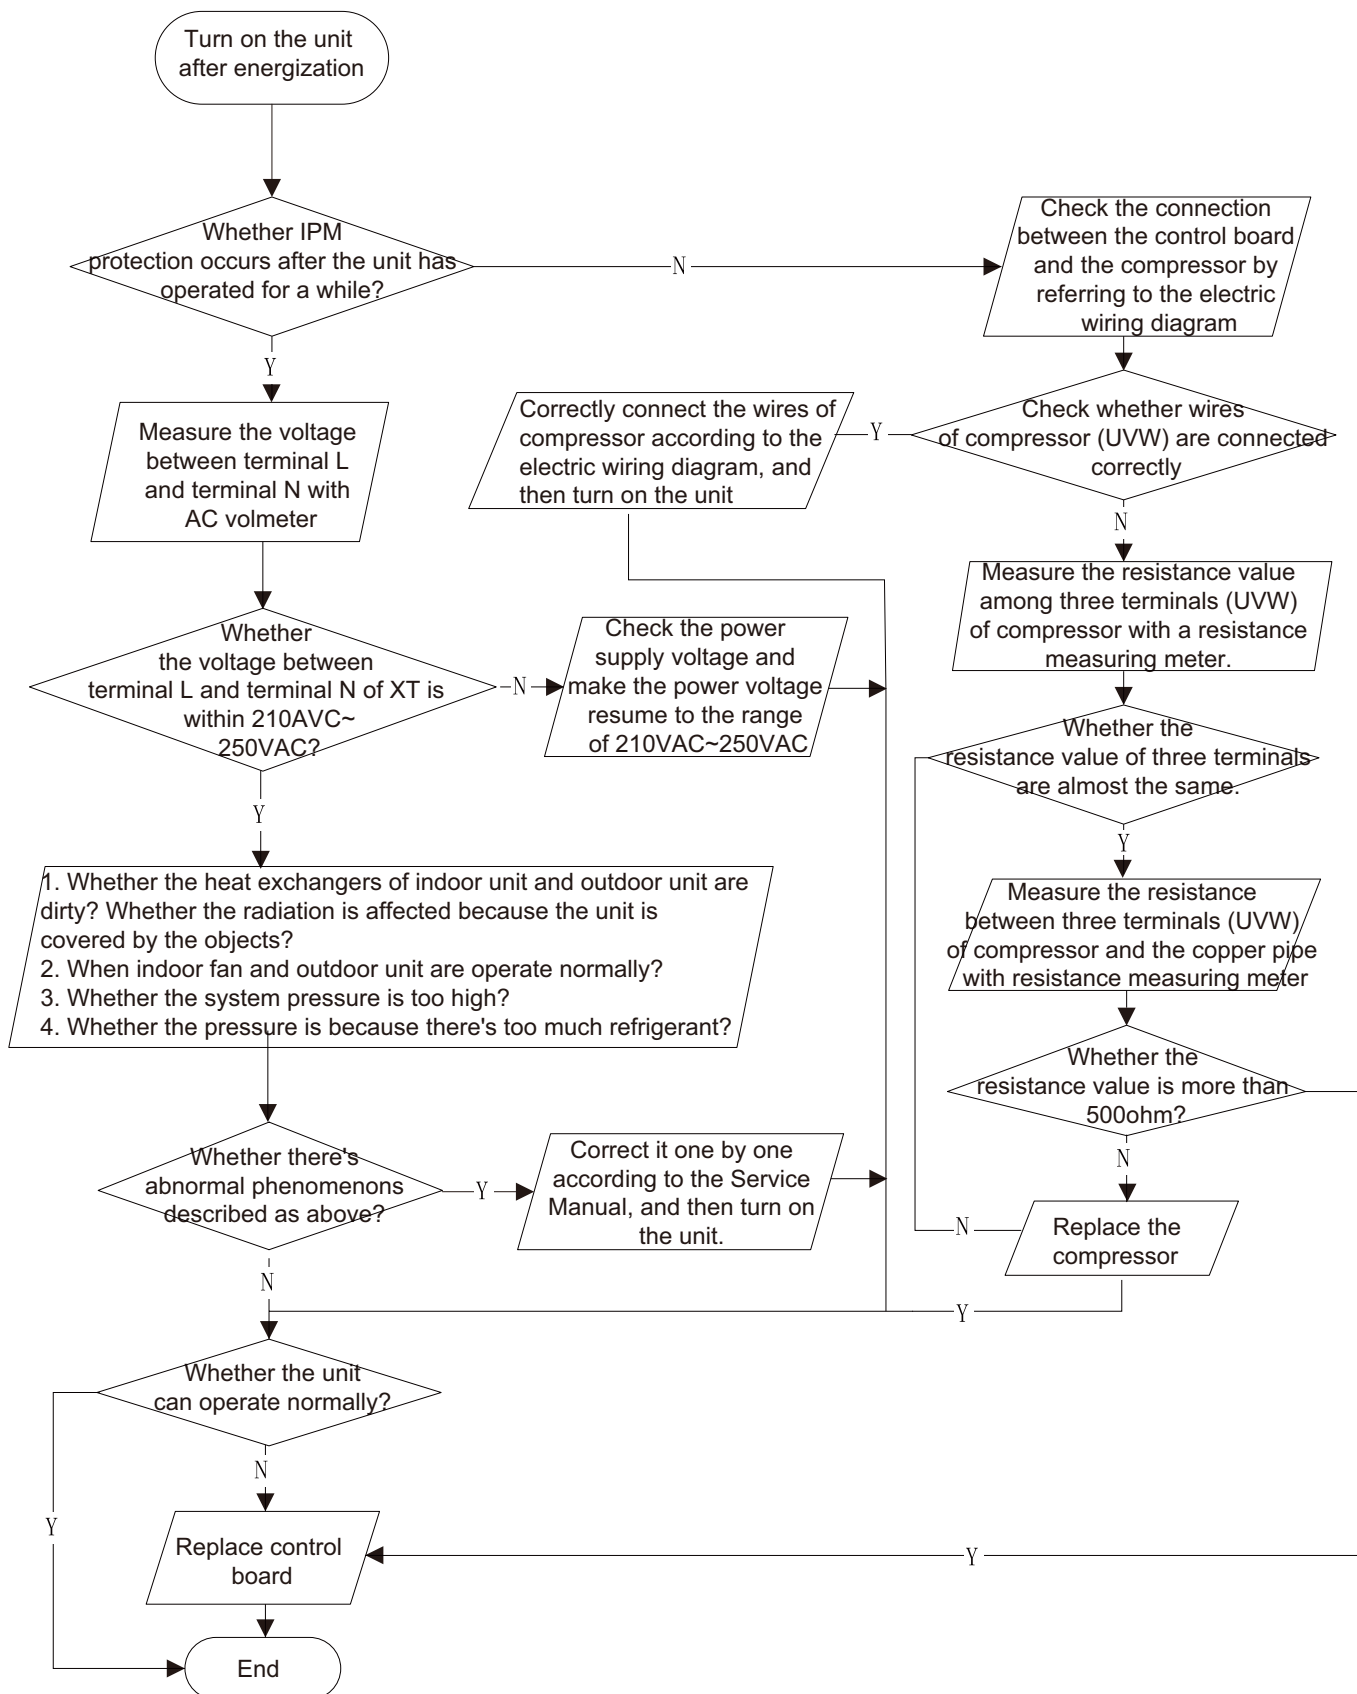 Turn on the unit
after energization
Whether IPM
protection occurs after the unit has
operated for a while?
N
Check the connection
between the control board
and the compressor by
referring to the electric
wiring diagram
Y
Measure the voltage
between terminal L
and terminal N with
AC volmeter
Correctly connect the wires of
compressor according to the
electric wiring diagram, and
then turn on the unit
Y
Check whether wires
of compressor (UVW) are connected
correctly
N
Measure the resistance value
among three terminals (UVW)
of compressor with a resistance
measuring meter.
Whether
the voltage between
terminal L and terminal N of XT is
within 210AVC~
250VAC?
N
Check the power
supply voltage and
make the power voltage
resume to the range
of 210VAC~250VAC
Whether the
resistance value of three terminals
are almost the same.
Y
Y
1. Whether the heat exchangers of indoor unit and outdoor unit are
dirty? Whether the radiation is affected because the unit is
covered by the objects?
2. When indoor fan and outdoor unit are operate normally?
3. Whether the system pressure is too high?
4. Whether the pressure is because there's too much refrigerant?
Measure the resistance
between three terminals (UVW)
of compressor and the copper pipe
with resistance measuring meter
Whether the
resistance value is more than
500ohm?
N
Whether there's
abnormal phenomenons
described as above?
Y
Correct it one by one
according to the Service
Manual, and then turn on
the unit.
N
Replace the
compressor
N
Y
Whether the unit
can operate normally?
N
Y
Replace control
board
Y
End